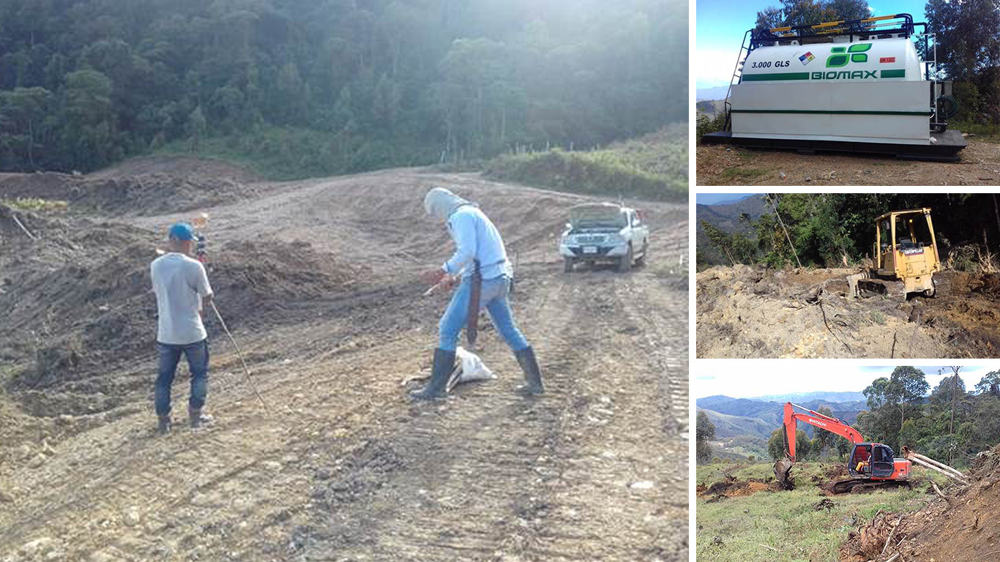 3.000 GLS
BIOMAX
CATERPILLAR
HITACHI